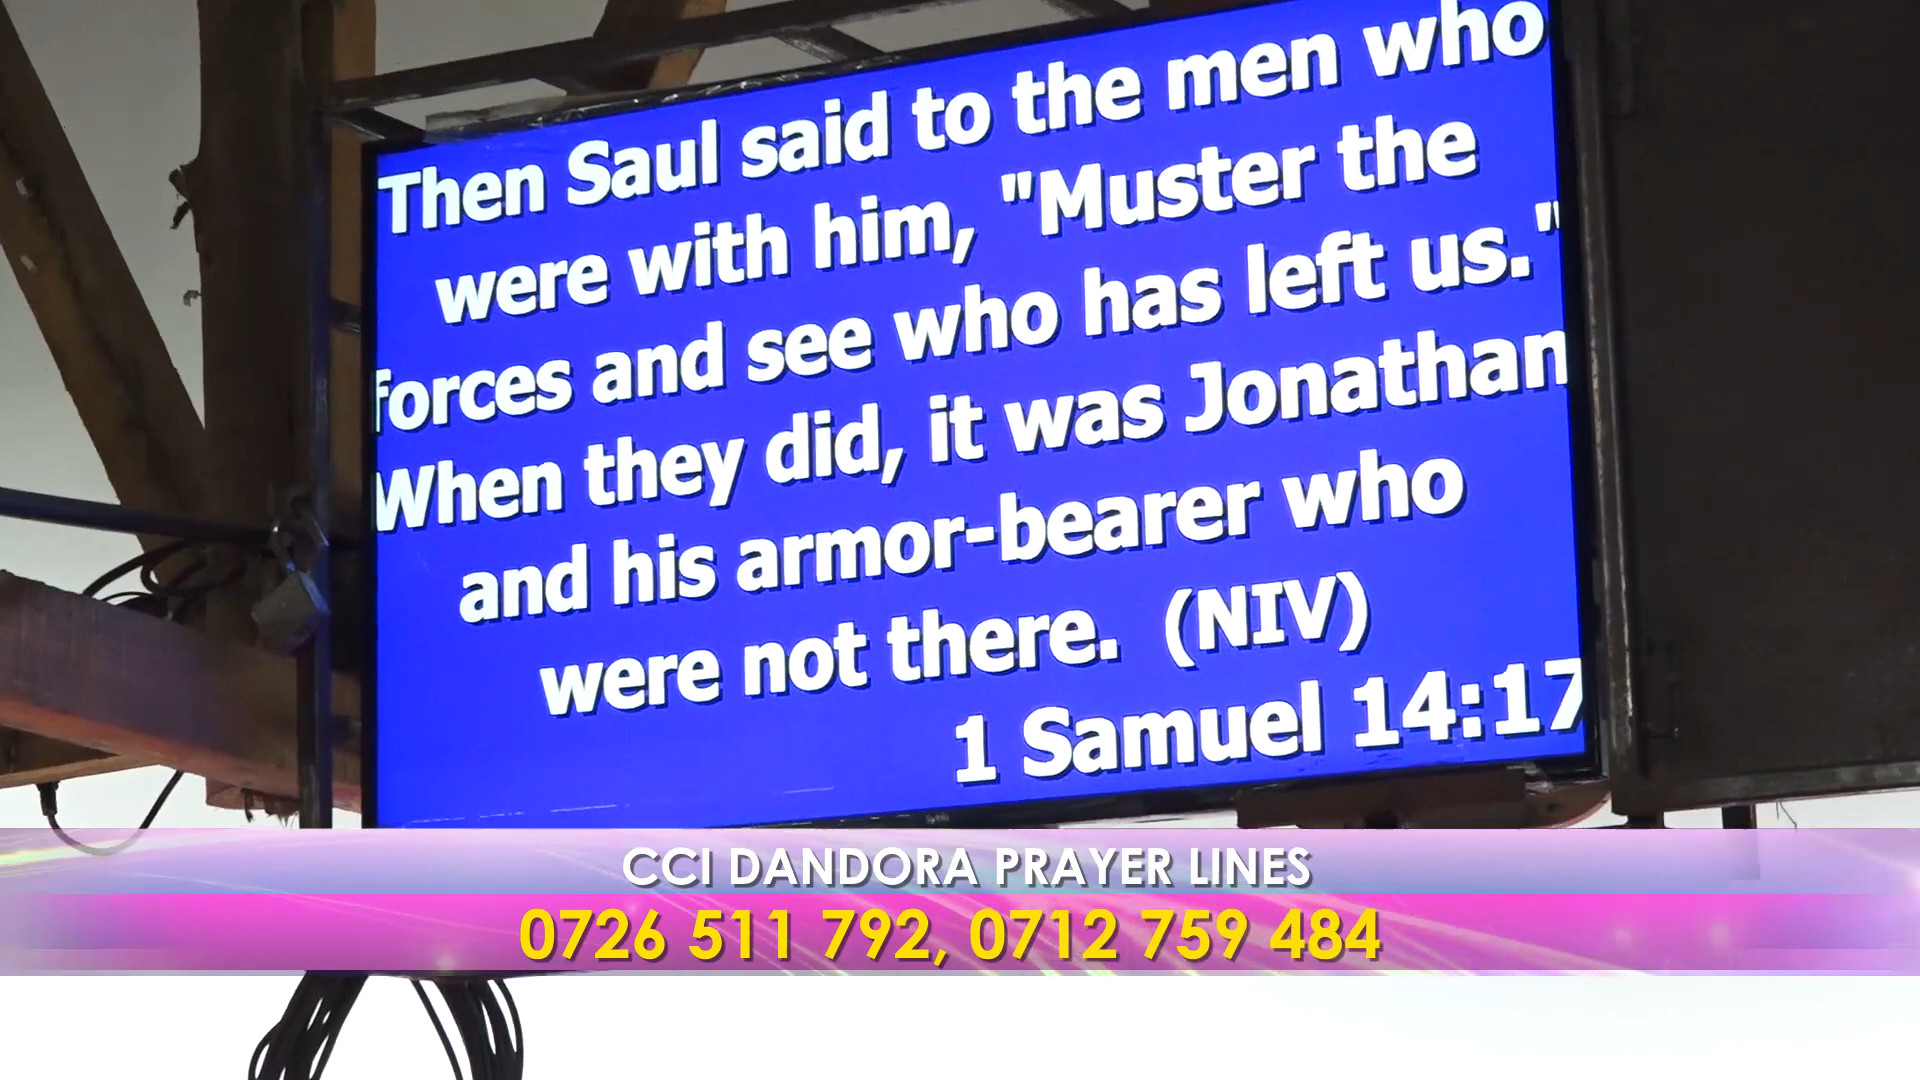 Then Saul said to the men who
were with him, "Muster the
forces and see who has left us."
When they did, it was Jonathan
and his armor-bearer who
were not there. (NIV)
1 Samuel 14:17
CCI DANDORA PRAYER LINES
0726 511 792, 0712 759 484